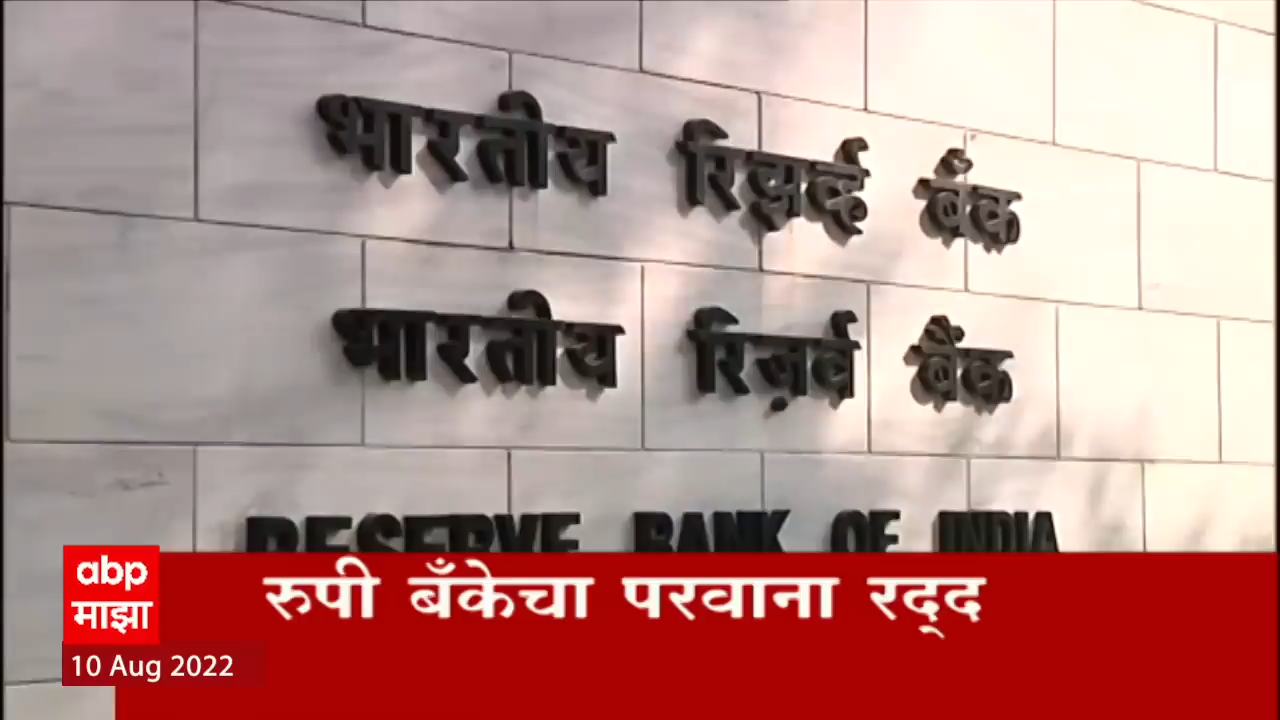 भारतीय रिझर्व्ह बँक
भारतीय रिज़र्व बैंक
RESERVE BANK OF INDIA
abp
माझा
रुपी बँकेचा परवाना रद्द
10 Aug 2022